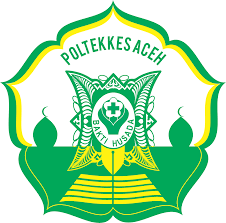 POLTEKKES ACEH
BAKTI HUSADA